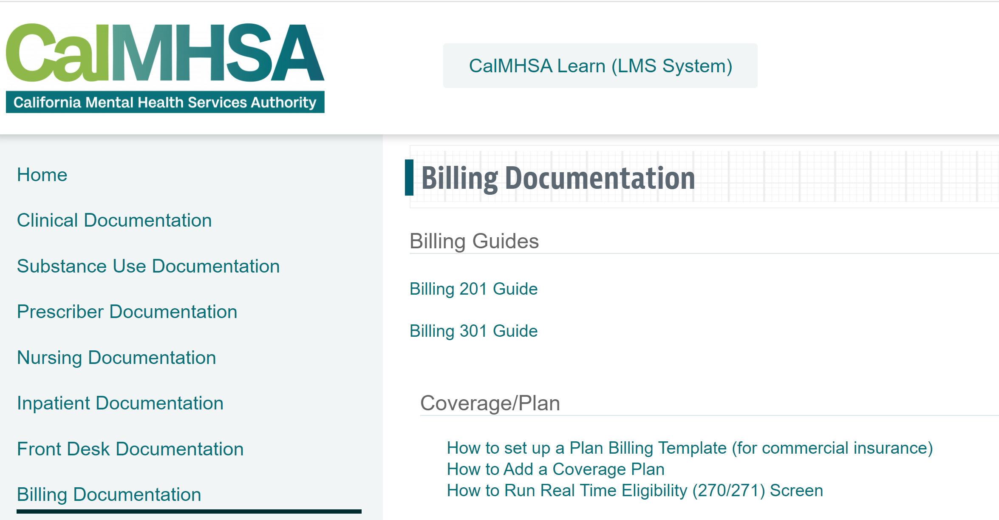 CalMHSA
California Mental Health Services Authority
CalMHSA Learn (LMS System)
Home
Clinical Documentation
Substance Use Documentation
Prescriber Documentation
Nursing Documentation
Inpatient Documentation
Front Desk Documentation
Billing Documentation
Billing Documentation
Billing Guides
Billing 201 Guide
Billing 301 Guide
Coverage/Plan
How to set up a Plan Billing Template (for commercial insurance)
How to Add a Coverage Plan
How to Run Real Time Eligibility (270/271) Screen